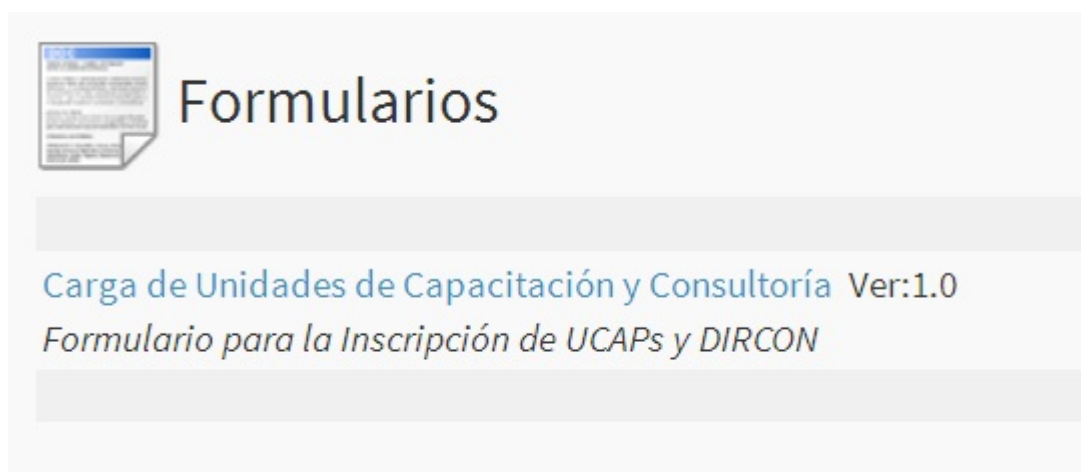 Formularios
Carga de Unidades de Capacitación y Consultoría Ver:1.0
Formulario para la Inscripción de UCAPs y DIRCON